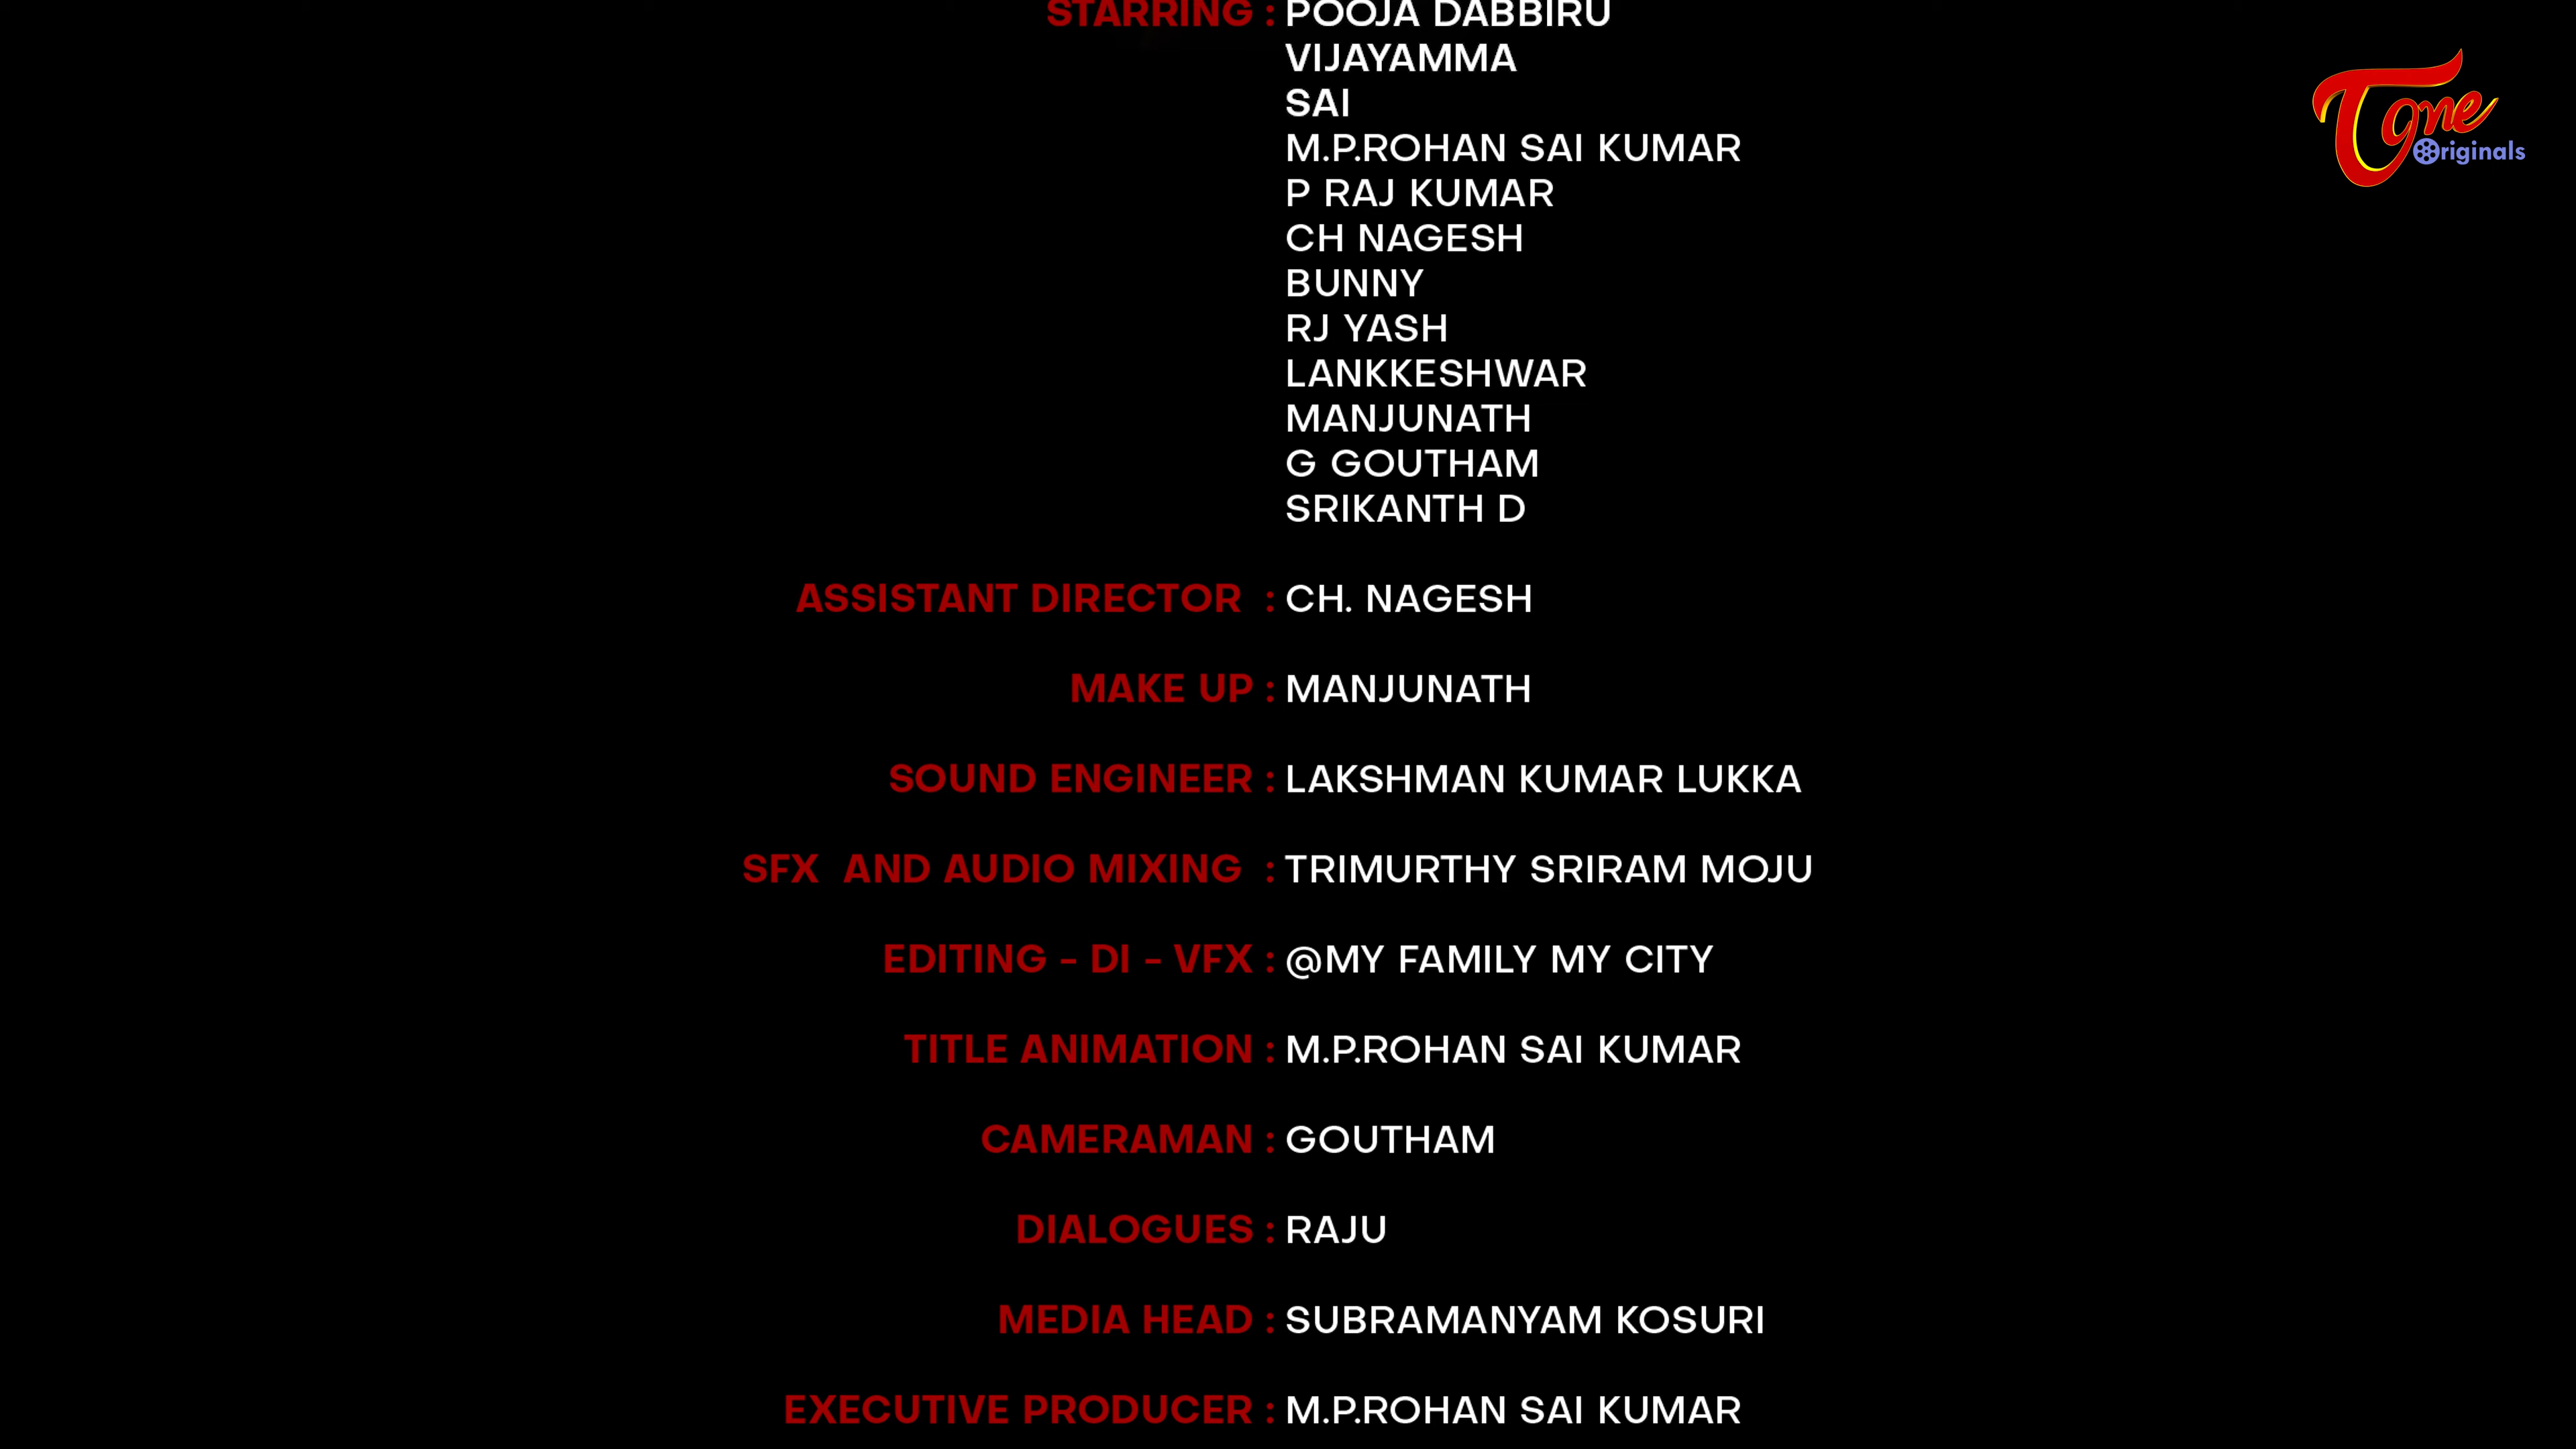 STARRING : POOJA DABBIRU
VIJAYAMMA
SAI
M.P.ROHAN SAI KUMAR
P RAJ KUMAR
CH NAGESH
BUNNY
RJ YASH
LANKKESHWAR
MANJUNATH
G GOUTHAM
SRIKANTH D
ASSISTANT DIRECTOR : CH. NAGESH
MAKE UP : MANJUNATH
SOUND ENGINEER : LAKSHMAN KUMAR LUKKA
SFX AND AUDIO MIXING : TRIMURTHY SRIRAM MOJU
EDITING - DI - VFX : @MY FAMILY MY CITY
TITLE ANIMATION : M.P.ROHAN SAI KUMAR
CAMERAMAN : GOUTHAM
DIALOGUES : RAJU
MEDIA HEAD : SUBRAMANYAM KOSURI
EXECUTIVE PRODUCER : M.P.ROHAN SAI KUMAR
Tone
Originals